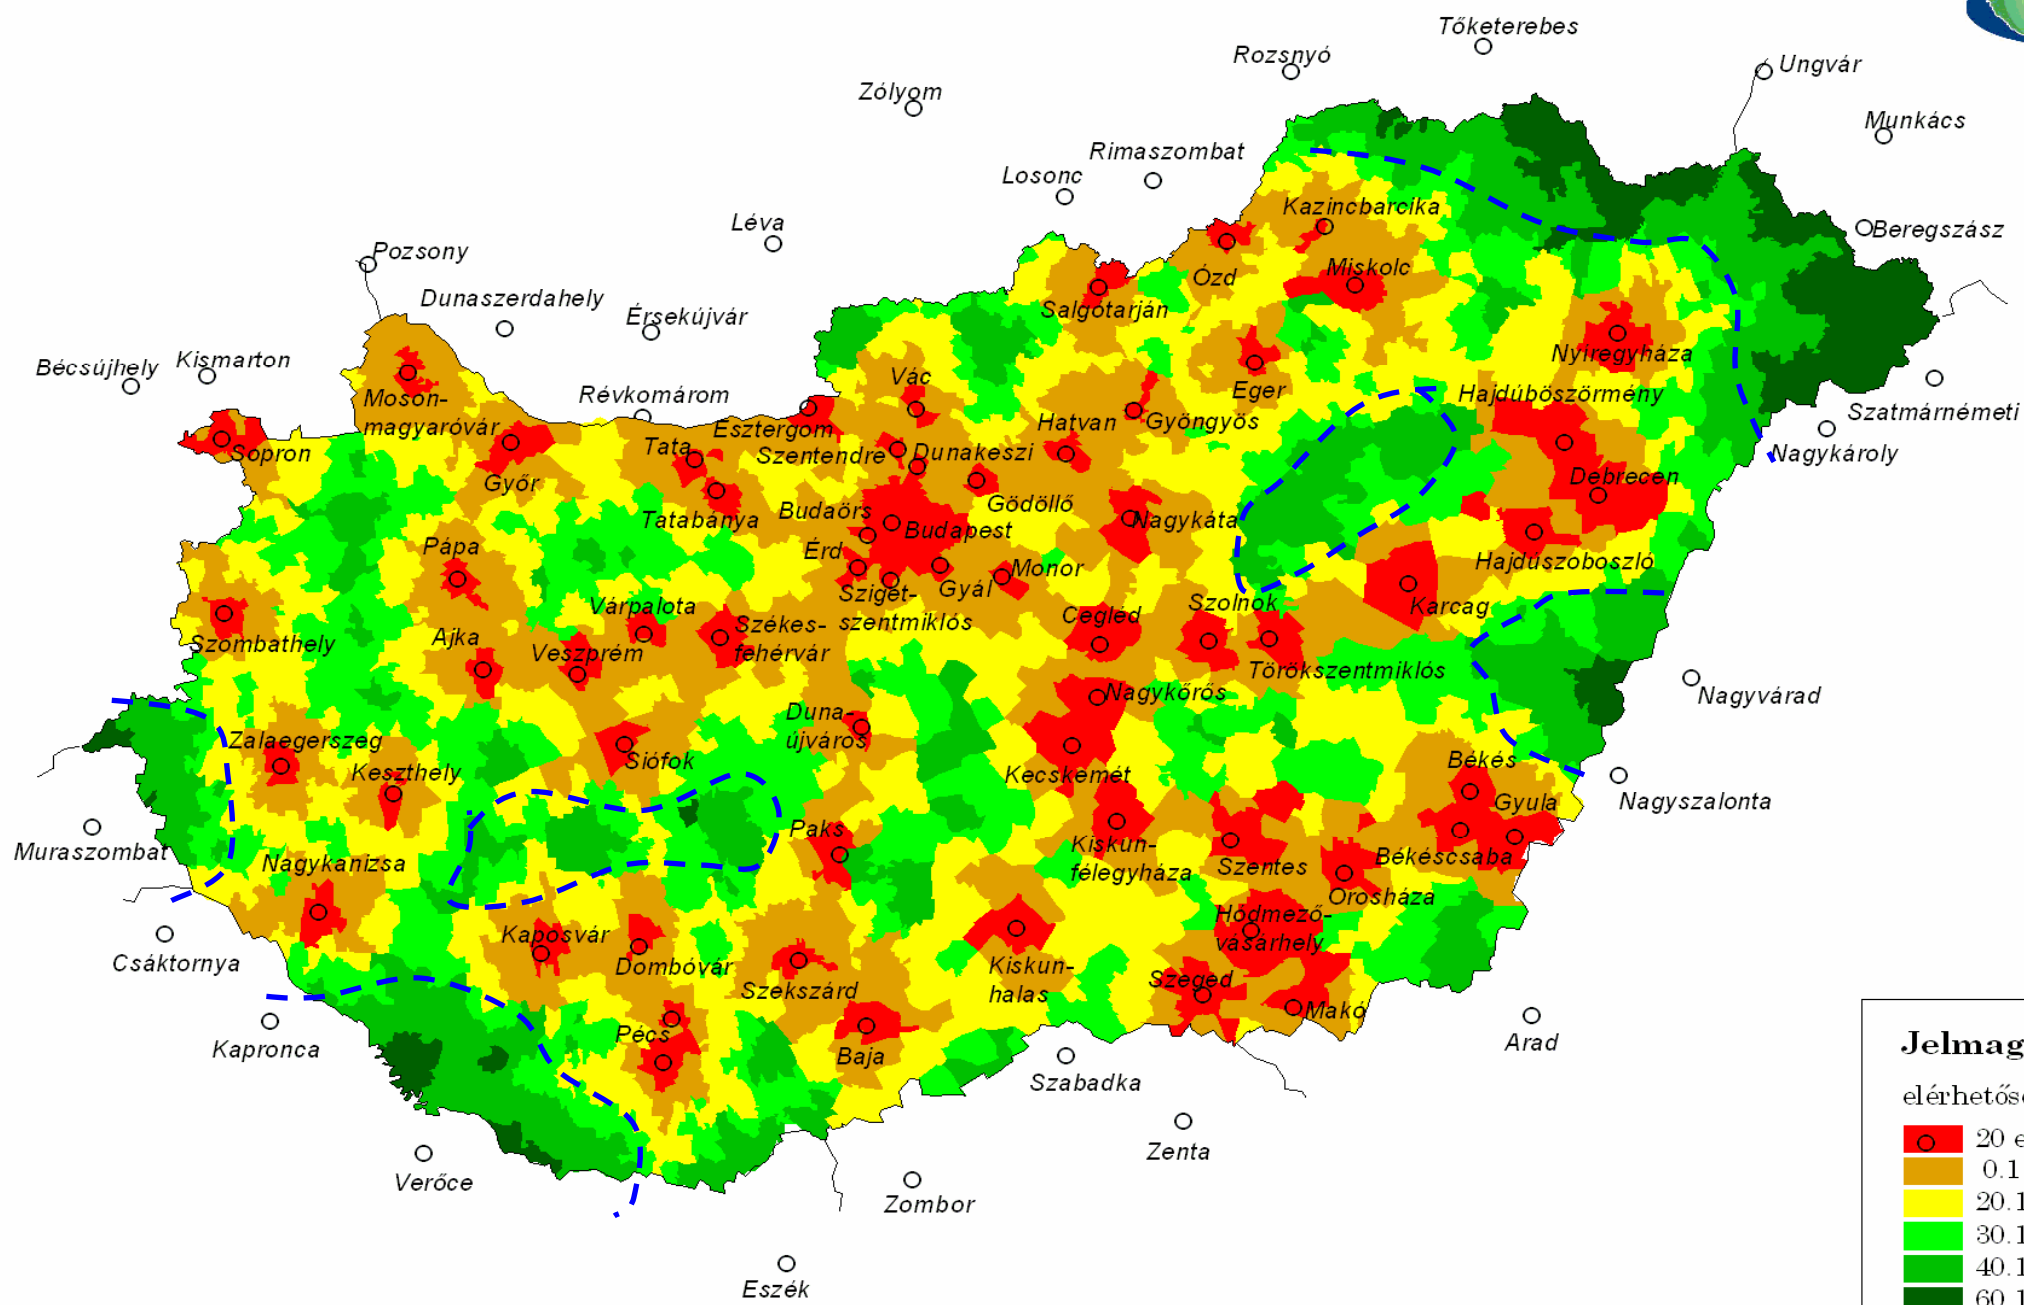 Tőketerebes
Rozsnyó
Ungvár
Zólyom
Munkács
Rimaszombat
Losonc
Kazincbarcika
Léva
Beregszász
Pozsony
Ózd
Miskolc
Dunaszerdahely
Érsekújvár
Salgótarján
Nyíregyháza
Bécsújhely
Kismarton
Vác
Eger
Révkomárom
Moson-
magyaróvár
Hajdúböszörmény
Szatmárnémeti
Esztergom
Hatvan
Gyöngyös
Sopron
Tata
Szentendre
Dunakeszi
Nagykároly
Győr
Debrecen
Gödöllő
Tatabánya
Budaörs
Budapest
Nagykáta
Pápa
Érd
Hajdúszoboszló
Monor
Gyál
Sziget-
szentmiklós
Várpalota
Szolnok
Karcag
Cegléd
Székes-
fehérvár
Szombathely
Ajka
Veszprém
Törökszentmiklós
Nagykőrös
Nagyvárad
Duna-
újváros
Zalaegerszeg
Siófok
Békés
Keszthely
Kecskemét
Gyula
Nagyszalonta
Paks
Muraszombat
Kiskun-
félegyháza
Békéscsaba
Nagykanizsa
Szentes
Orosháza
Hódmező-
vásárhely
Kaposvár
Csáktornya
Dombóvár
Kiskun-
halas
Szeged
Szekszárd
Makó
Pécs
Kapronca
Baja
Arad
Szabadka
Zenta
Verőce
Zombor
Eszék
Jelmag
elérhetős
20 e
0.1
20.1
30.1
40.1
60.1